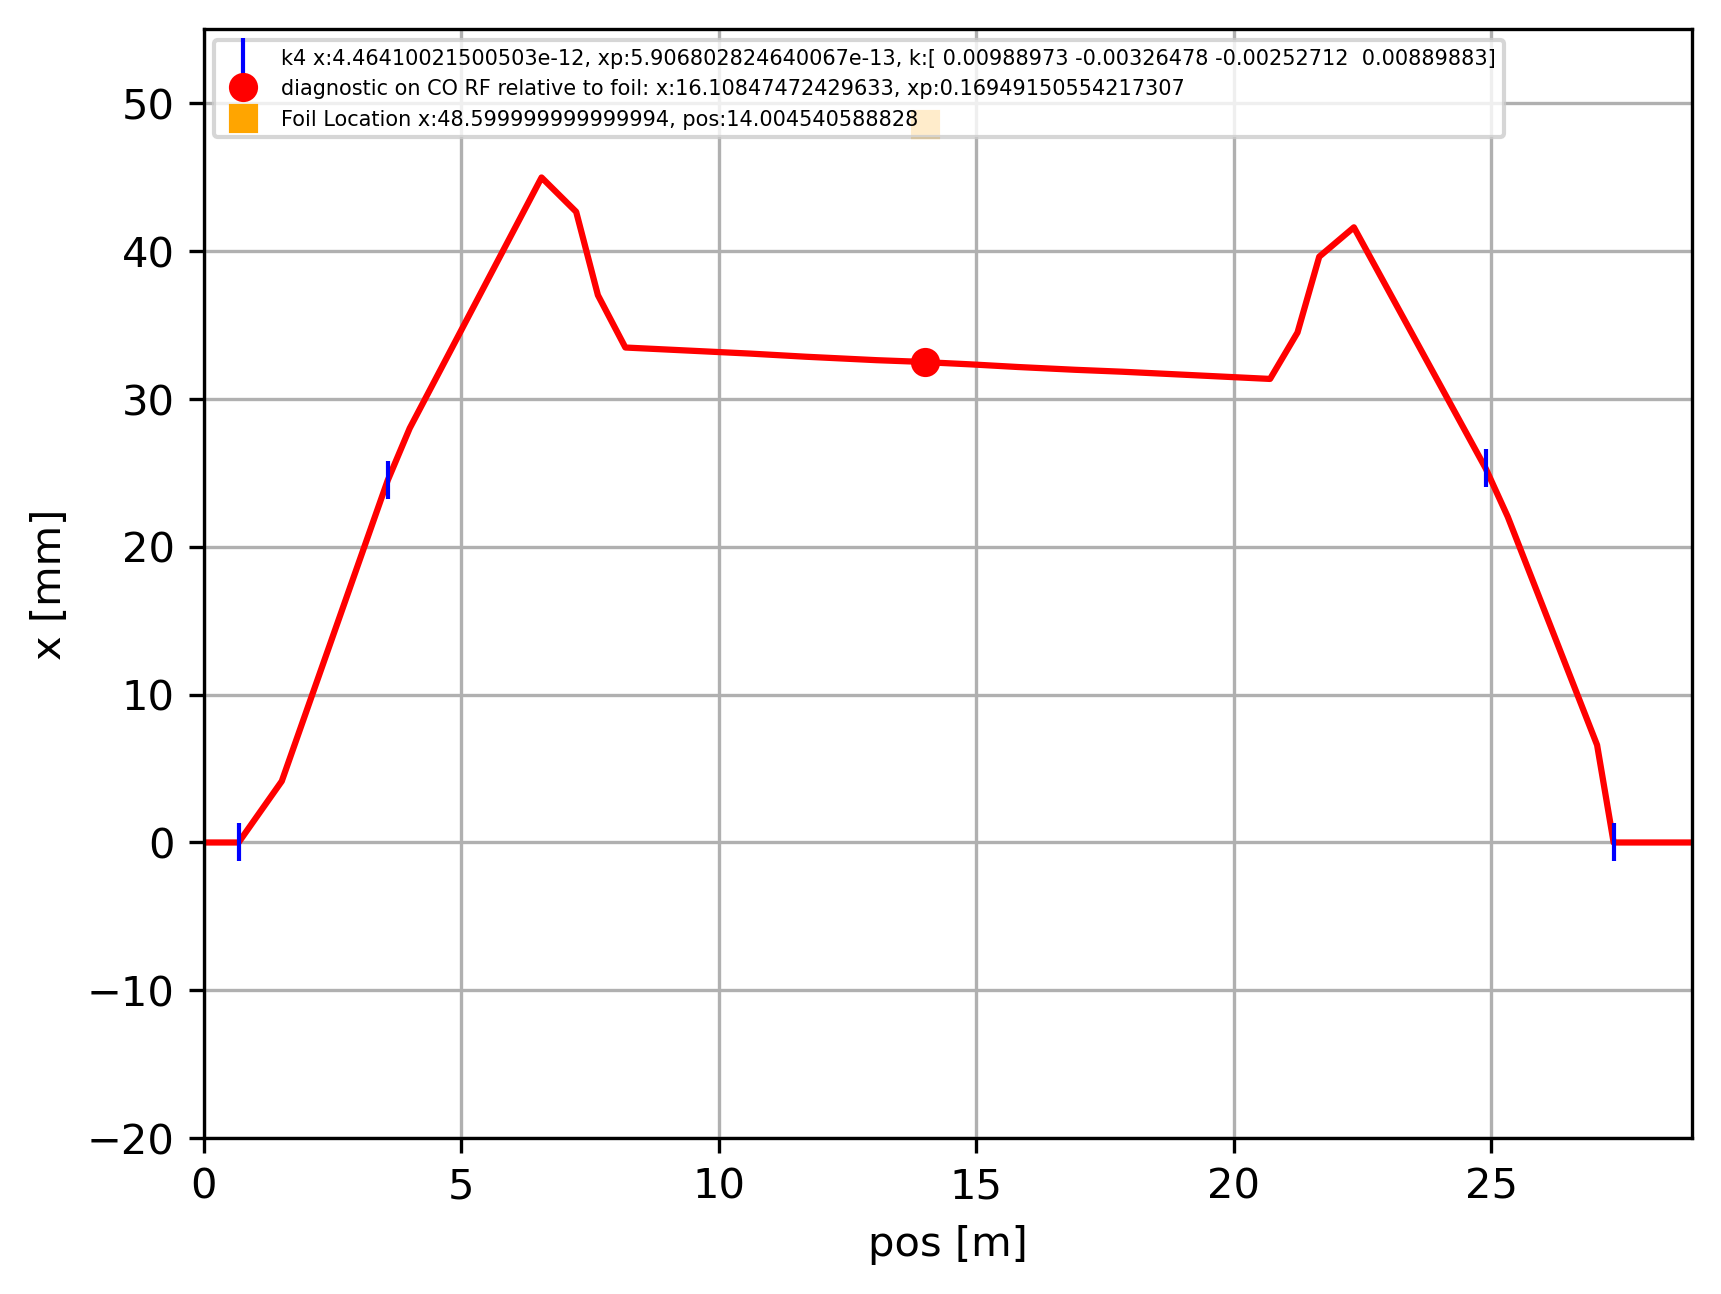 k4 x:4.46410021500503e-12, xp:5.906802824640067e-13, k:[ 0.00988973 -0.00326478 -0.00252712  0.00889883]
diagnostic on CO RF relative to foil: x:16.10847472429633, xp:0.16949150554217307
Foil Location x:48.599999999999994, pos:14.004540588828
50
40
30
20
10
0
−10
−20
x [mm]
0 5 10 15 20 25
pos [m]